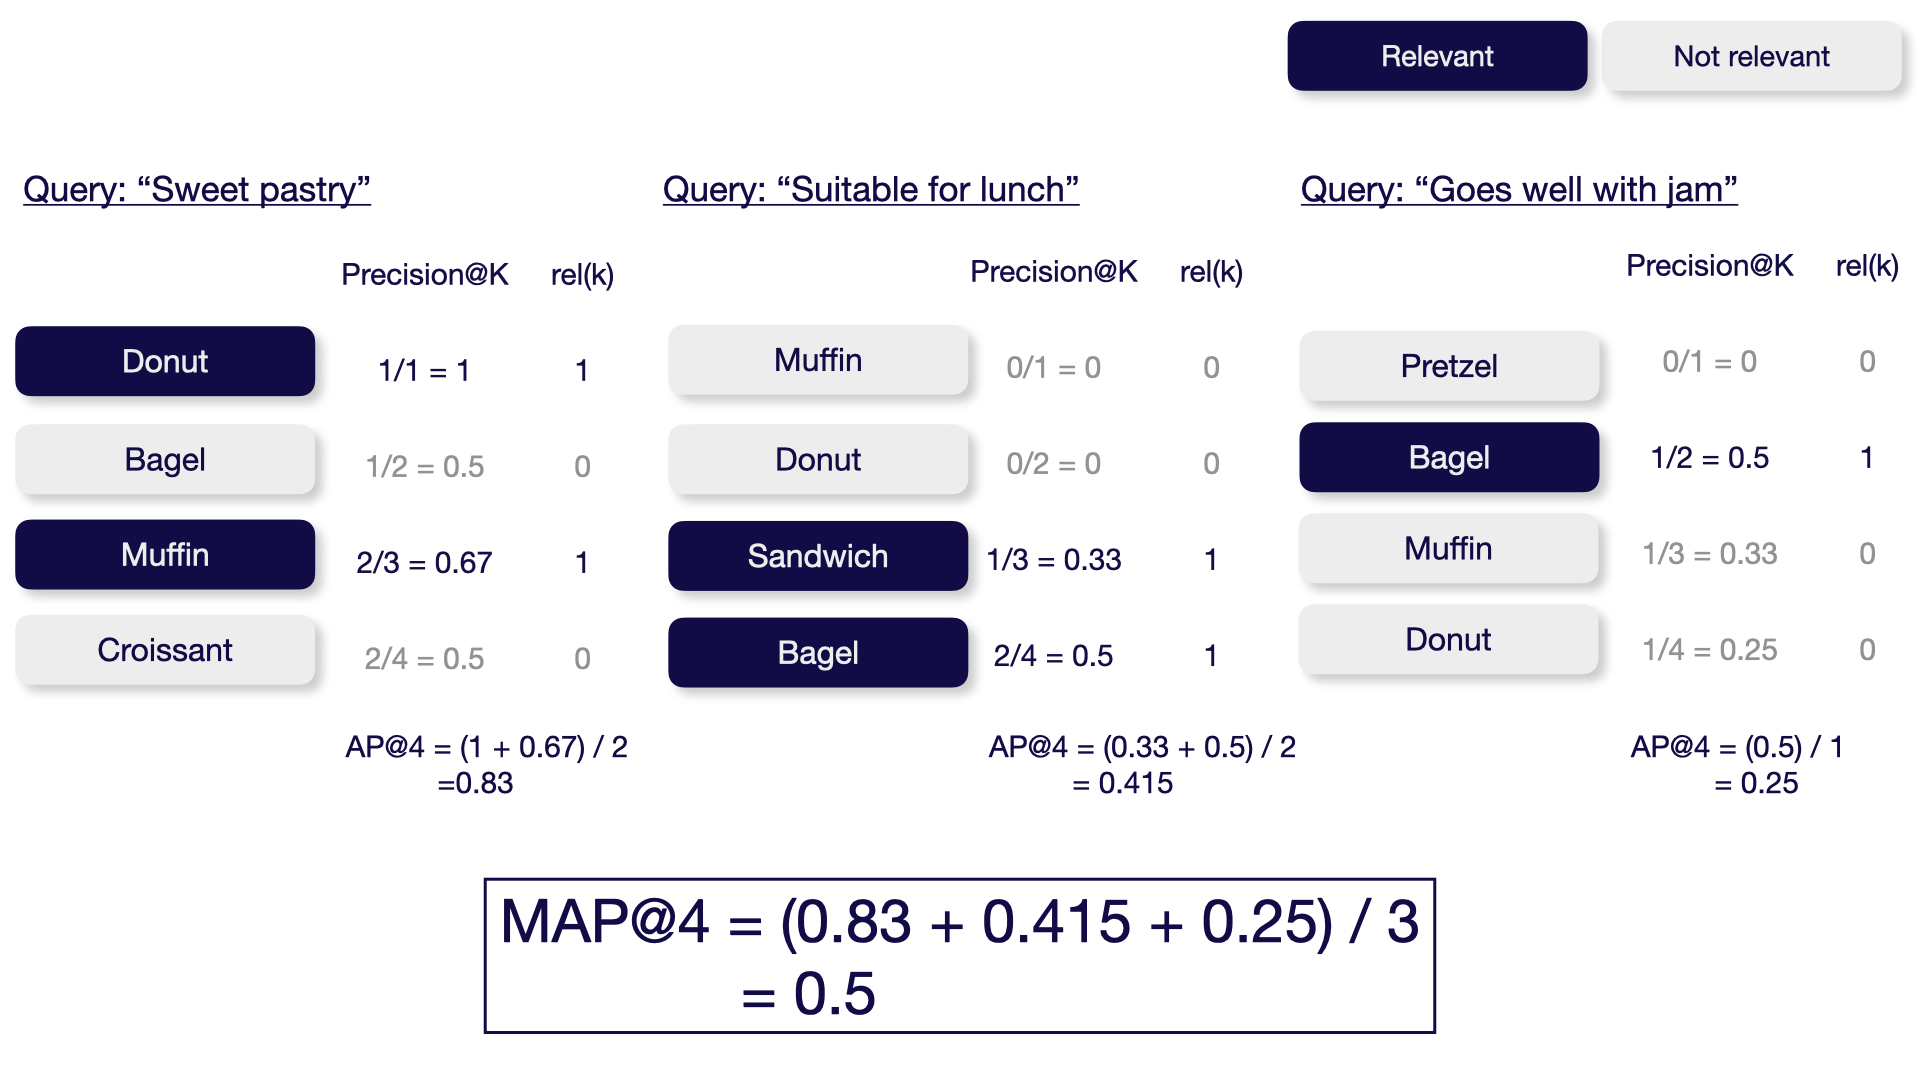 Relevant
Not relevant
Query: “Sweet pastry”
Precision@K rel(k)
Donut 1/1 = 1 1
Bagel 1/2 = 0.5 0
Muffin 2/3 = 0.67 1
Croissant 2/4 = 0.5 0
AP@4 = (1 + 0.67) / 2
=0.83
Query: “Suitable for lunch”
Precision@K rel(k)
Muffin 0/1 = 0 0
Donut 0/2 = 0 0
Sandwich 1/3 = 0.33 1
Bagel 2/4 = 0.5 1
AP@4 = (0.33 + 0.5) / 2
= 0.415
Query: “Goes well with jam”
Precision@K rel(k)
Pretzel 0/1 = 0 0
Bagel 1/2 = 0.5 1
Muffin 1/3 = 0.33 0
Donut 1/4 = 0.25 0
AP@4 = (0.5) / 1
= 0.25
MAP@4 = (0.83 + 0.415 + 0.25) / 3
= 0.5